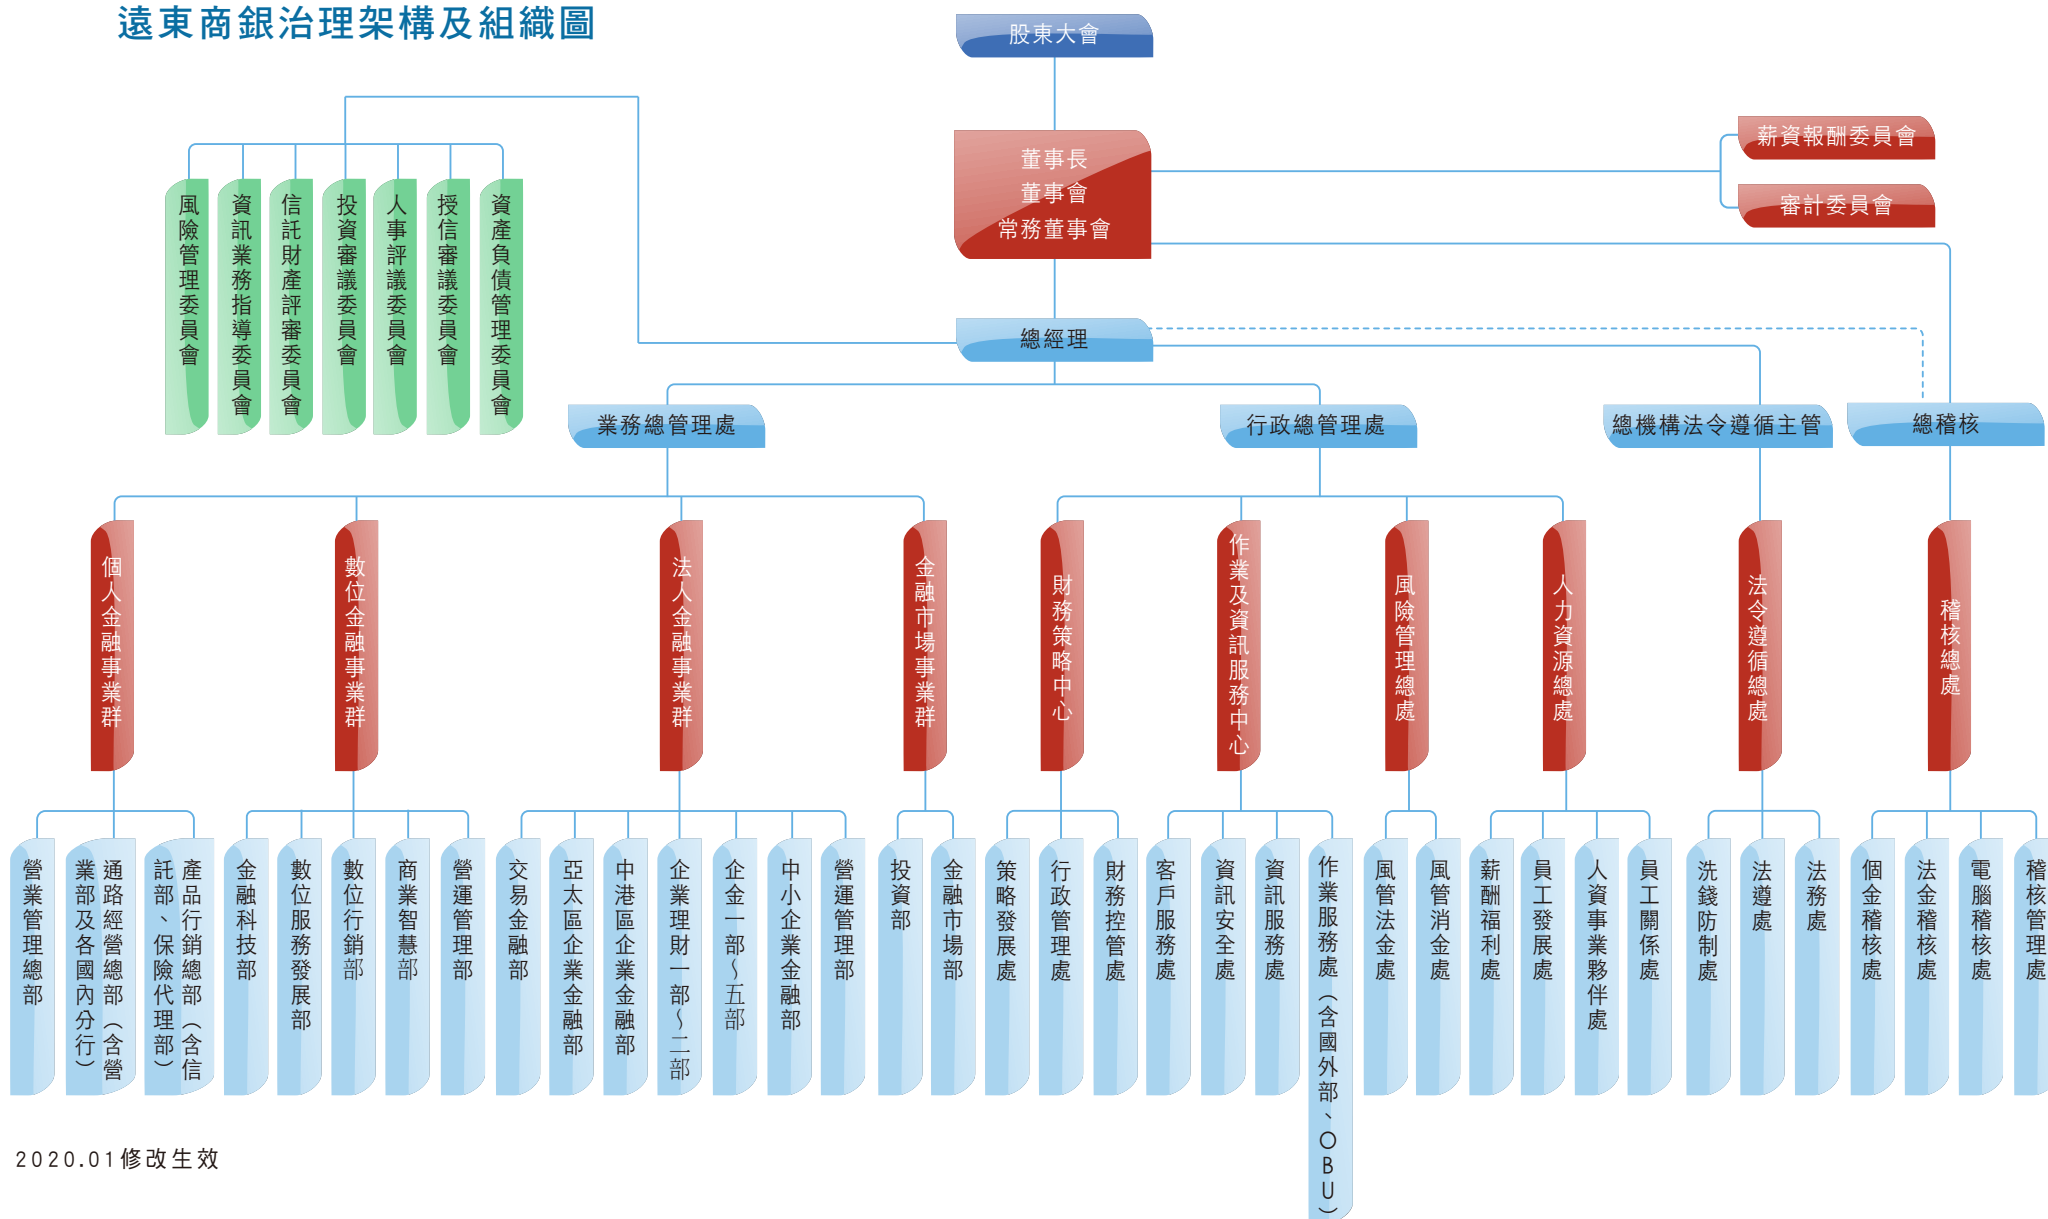 遠東商銀治理架構及組織圖
股東大會
董事長
董事會
常務董事會
薪資報酬委員會
審計委員會
風險管理委員會
資訊業務指導委員會
信託財產評審委員會
投資審議委員會
人事評議委員會
授信審議委員會
資產負債管理委員會
總經理
業務總管理處
行政總管理處
總機構法令遵循主管
總稽核
個人金融事業群
數位金融事業群
法人金融事業群
金融市場事業群
財務策略中心
作業及資訊服務中心
風險管理總處
人力資源總處
法令遵循總處
稽核總處
營業管理總部
通路經營總部（含營
業部及各國內分行）
產品行銷總部（含信
託部、保險代理部）
金融科技部
數位服務發展部
數位行銷部
商業智慧部
營運管理部
交易金融部
亞太區企業金融部
中港區企業金融部
企業理財一部～二部
企金一部～五部
中小企業金融部
營運管理部
投資部
金融市場部
策略發展處
行政管理處
財務控管處
客戶服務處
資訊安全處
資訊服務處
作業服務處（含國外部、OBU）
風管法金處
風管消金處
薪酬福利處
員工發展處
人資事業夥伴處
員工關係處
洗錢防制處
法遵處
法務處
個金稽核處
法金稽核處
電腦稽核處
稽核管理處
2020.01修改生效